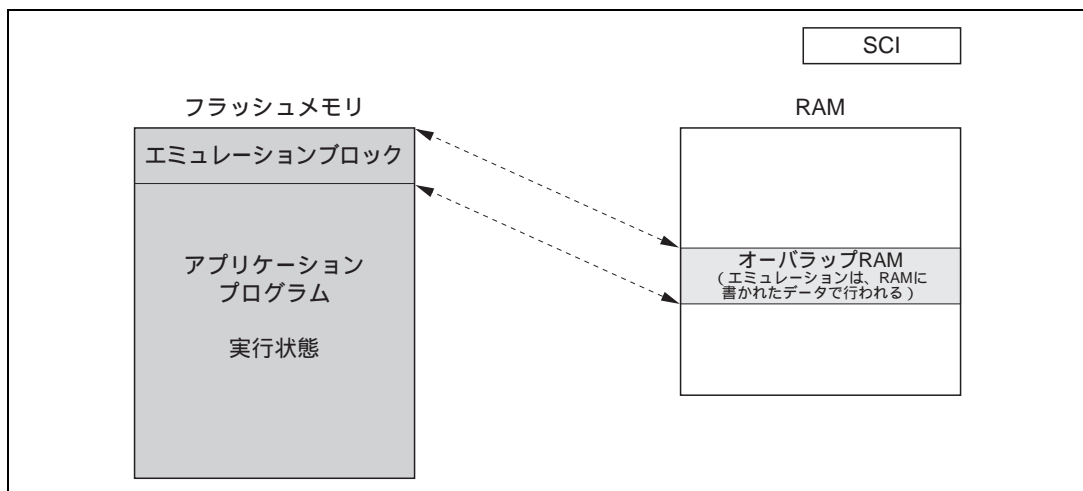 SCI
フラッシュメモリ
RAM
エミュレーションブロック
アプリケーション
プログラム
実行状態
オーバラップRAM
(エミュレーションは、RAMに
書かれたデータで行われる)